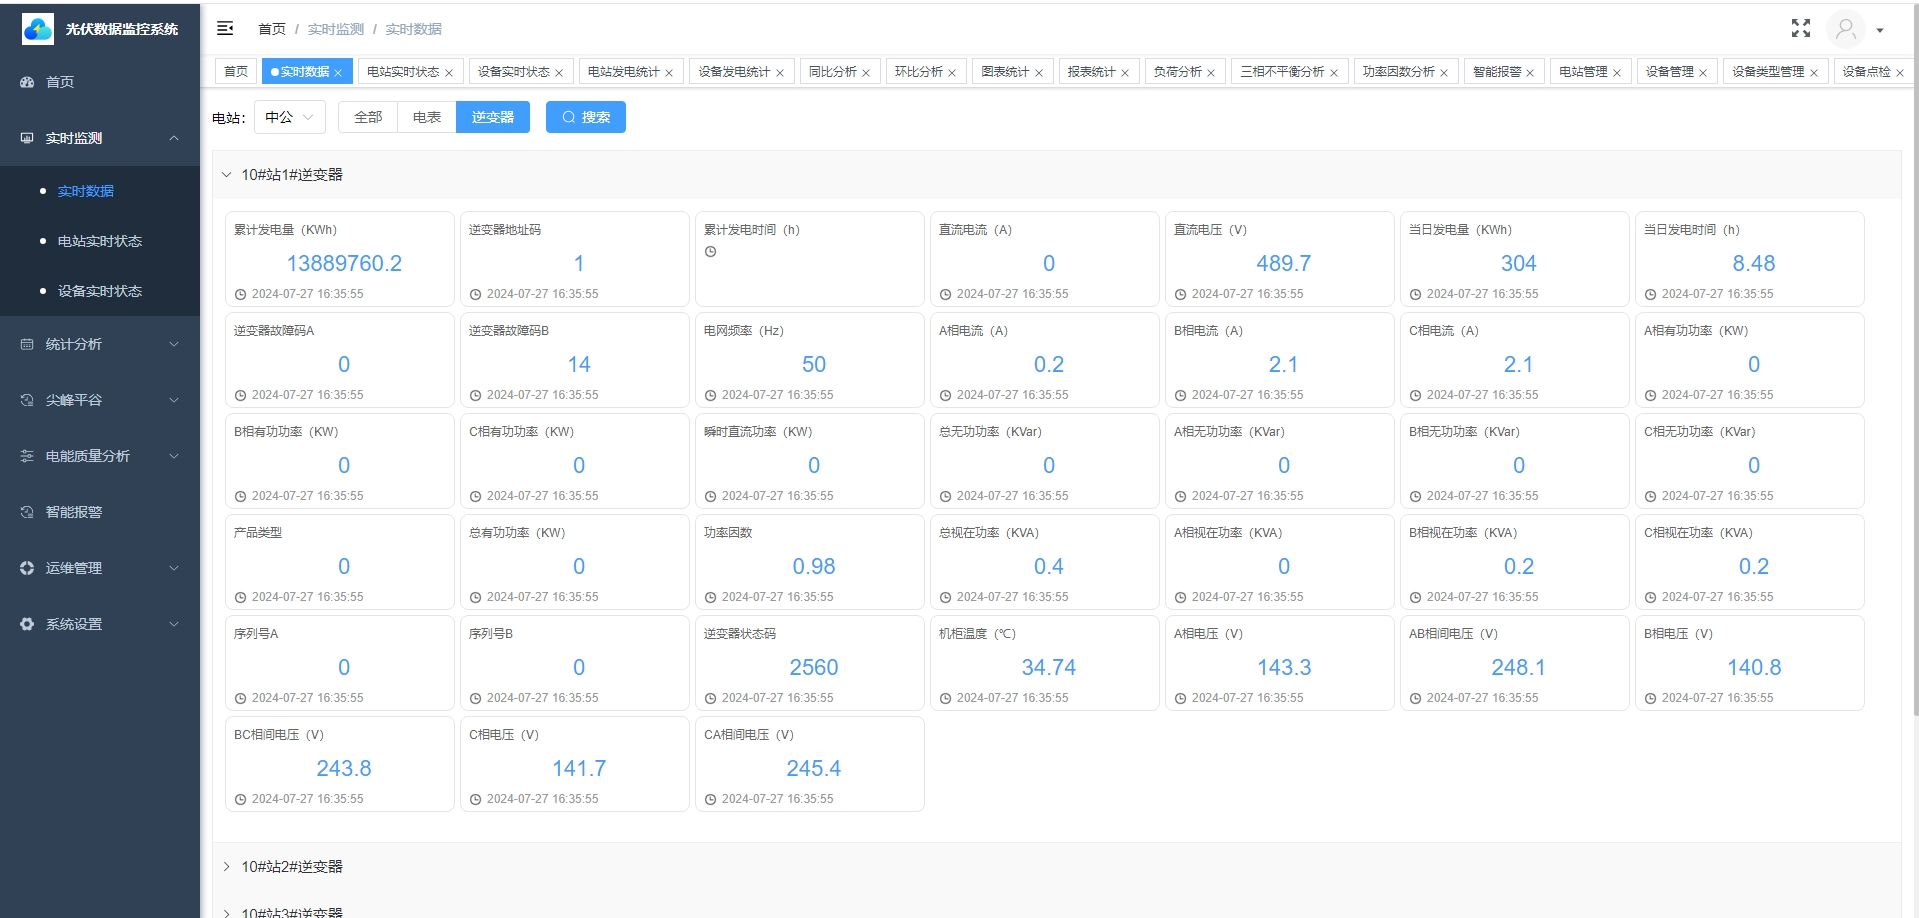 光伏数据监控系统
首页 / 实时监测 / 实时数据
首页 实时数据 × 电站实时状态 × 设备实时状态 × 电站发电统计 × 设备发电统计 × 同比分析 × 环比分析 × 图表统计 × 报表统计 × 负荷分析 × 三相不平衡分析 × 功率因数分析 × 智能报警 × 电站管理 × 设备管理 × 设备类型管理 × 设备点检 ×
首页
实时监测
实时数据
电站实时状态
设备实时状态
统计分析
尖峰平谷
电能质量分析
智能报警
运维管理
系统设置
电站: 中公 全部 电表 逆变器 搜索
10#站1#逆变器
累计发电量（KWh） 逆变器地址码 累计发电时间（h） 直流电流（A） 直流电压（V） 当日发电量（KWh） 当日发电时间（h）
13889760.2 1 0 489.7 304 8.48
2024-07-27 16:35:55 2024-07-27 16:35:55 2024-07-27 16:35:55 2024-07-27 16:35:55 2024-07-27 16:35:55 2024-07-27 16:35:55
逆变器故障码A 逆变器故障码B 电网频率（Hz） A相电流（A） B相电流（A） C相电流（A） A相有功功率（KW）
0 14 50 0.2 2.1 2.1 0
2024-07-27 16:35:55 2024-07-27 16:35:55 2024-07-27 16:35:55 2024-07-27 16:35:55 2024-07-27 16:35:55 2024-07-27 16:35:55 2024-07-27 16:35:55
B相有功功率（KW） C相有功功率（KW） 瞬时直流功率（KW） 总无功功率（KVar） A相无功功率（KVar） B相无功功率（KVar） C相无功功率（KVar）
0 0 0 0 0 0 0
2024-07-27 16:35:55 2024-07-27 16:35:55 2024-07-27 16:35:55 2024-07-27 16:35:55 2024-07-27 16:35:55 2024-07-27 16:35:55 2024-07-27 16:35:55
产品类型 总有功功率（KW） 功率因数 总视在功率（KVA） A相视在功率（KVA） B相视在功率（KVA） C相视在功率（KVA）
0 0 0.98 0.4 0 0.2 0.2
2024-07-27 16:35:55 2024-07-27 16:35:55 2024-07-27 16:35:55 2024-07-27 16:35:55 2024-07-27 16:35:55 2024-07-27 16:35:55 2024-07-27 16:35:55
序列号A 序列号B 逆变器状态码 机柜温度（℃） A相电压（V） AB相间电压（V） B相电压（V）
0 0 2560 34.74 143.3 248.1 140.8
2024-07-27 16:35:55 2024-07-27 16:35:55 2024-07-27 16:35:55 2024-07-27 16:35:55 2024-07-27 16:35:55 2024-07-27 16:35:55 2024-07-27 16:35:55
BC相间电压（V） C相电压（V） CA相间电压（V）
243.8 141.7 245.4
2024-07-27 16:35:55 2024-07-27 16:35:55 2024-07-27 16:35:55
10#站2#逆变器
10#站3#逆变器